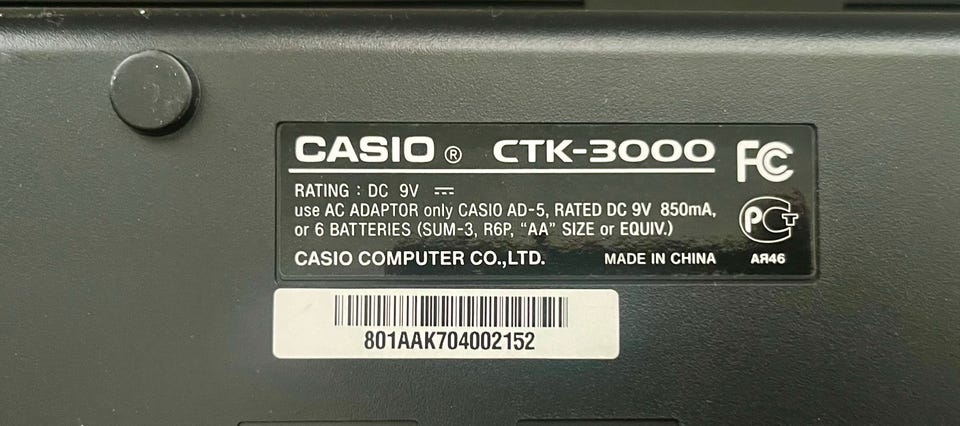 CASIO ® CTK-3000 FC
RATING : DC 9V ⎓
use AC ADAPTOR only CASIO AD-5, RATED DC 9V 850mA,
or 6 BATTERIES (SUM-3, R6P, “AA” SIZE or EQUIV.)
PCT
CASIO COMPUTER CO.,LTD. MADE IN CHINA АЯ46
801AAK704002152